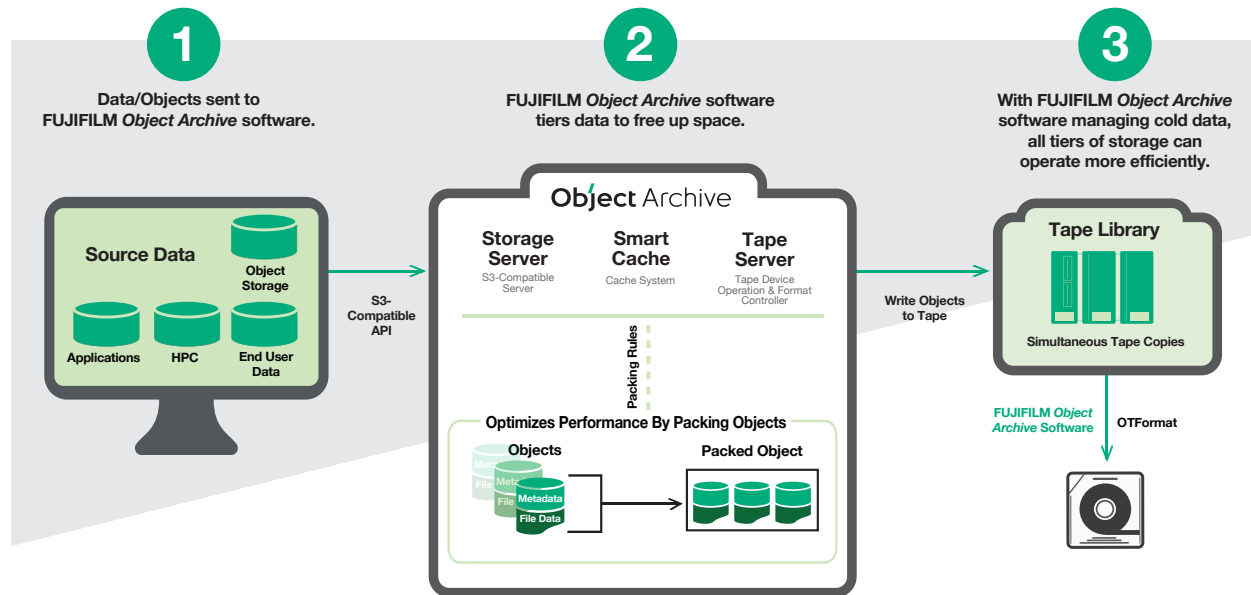 1
Data/Objects sent to
FUJIFILM Object Archive software.
2
FUJIFILM Object Archive software
tiers data to free up space.
3
With FUJIFILM Object Archive
software managing cold data,
all tiers of storage can
operate more efficiently.
Source Data
Object
Storage
Applications
HPC
End User
Data
S3-
Compatible
API
Object Archive
Storage
Server
S3-Compatible
Server
Smart
Cache
Cache System
Tape
Server
Tape Device
Operation & Format
Controller
Packing Rules
Optimizes Performance By Packing Objects
Objects
Metadata
File
Metadata
File
Metadata
File Data
Packed Object
Write Objects
to Tape
Tape Library
Simultaneous Tape Copies
FUJIFILM Object
Archive Software
OTFormat